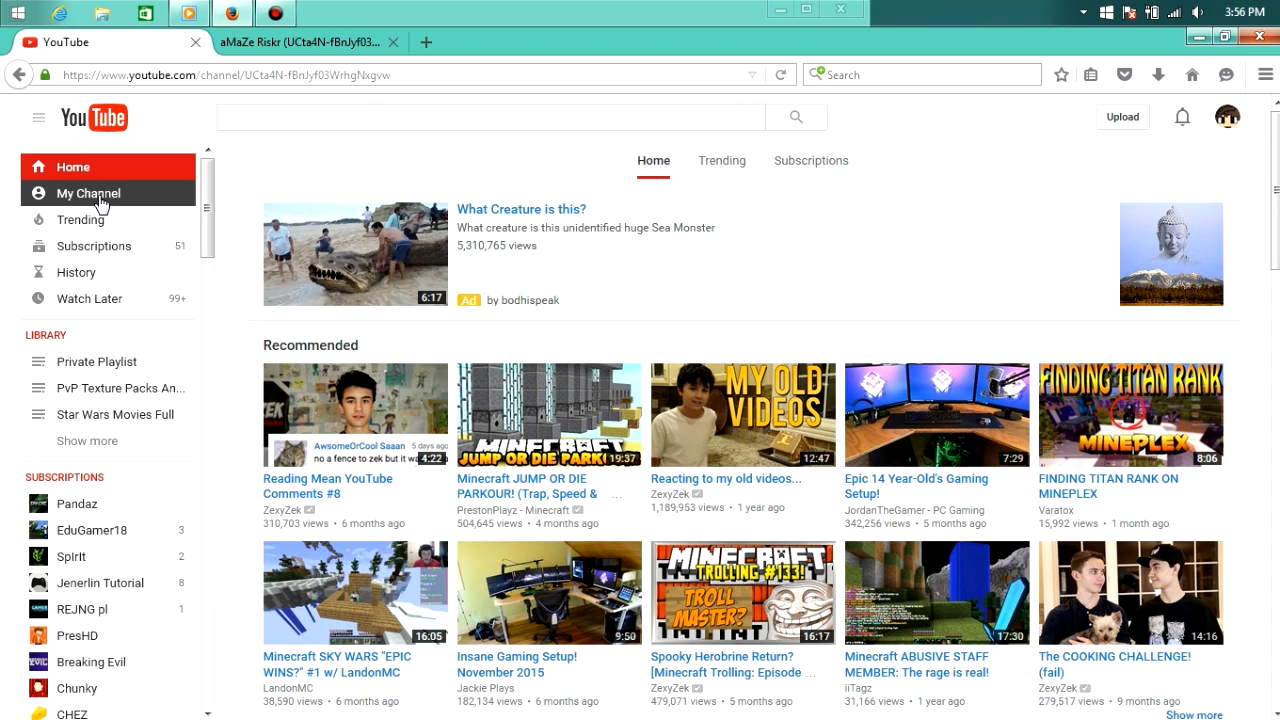 3:56 PM
YouTube
aMaZe Riskr (UCta4N-fBnJyf03...
https://www.youtube.com/channel/UCta4N-fBnJyf03WrhgNxgvw
Search
YouTube
Upload
Home
My Channel
Trending
Subscriptions 51
History
Watch Later 99+
LIBRARY
Private Playlist
PvP Texture Packs An...
Star Wars Movies Full
Show more
SUBSCRIPTIONS
Pandaz
EduGamer18 3
SpIrIt 2
Jenerlin Tutorial 8
REJNG pl 1
PresHD
Breaking Evil
Chunky
CHEZ
Home Trending Subscriptions
What Creature is this?
What creature is this unidentified huge Sea Monster
5,310,765 views
6:17
Ad by bodhispeak
Recommended
AwsomeOrCool Saaan 5 days ago
no a fence to zek but it
4:22
Reading Mean YouTube
Comments #8
ZexyZek
310,703 views • 6 months ago
MINECRAFT
JUMP OR DIE
19:37
Minecraft JUMP OR DIE
PARKOUR! (Trap, Speed & ...
PrestonPlayz - Minecraft
504,645 views • 4 months ago
MY OLD
VIDEOS
12:47
Reacting to my old videos...
ZexyZek
1,189,953 views • 1 year ago
7:29
Epic 14 Year-Old's Gaming
Setup!
JordanTheGamer - PC Gaming
342,256 views • 5 months ago
FINDING TITAN RANK
MINEPLEX
8:06
FINDING TITAN RANK ON
MINEPLEX
Varatox
15,992 views • 1 month ago
16:05
Minecraft SKY WARS "EPIC
WINS?" #1 w/ LandonMC
LandonMC
38,590 views • 6 months ago
9:50
Insane Gaming Setup!
November 2015
Jackie Plays
182,134 views • 6 months ago
MINECRAFT
TROLLING #133!
TROLL
MASTER?
16:17
Spooky Herobrine Return?
[Minecraft Trolling: Episode ...
ZexyZek
479,071 views • 5 months ago
17:30
Minecraft ABUSIVE STAFF
MEMBER: The rage is real!
iiTagz
31,166 views • 1 year ago
14:16
The COOKING CHALLENGE!
(fail)
ZexyZek
279,517 views • 9 months ago
Show more